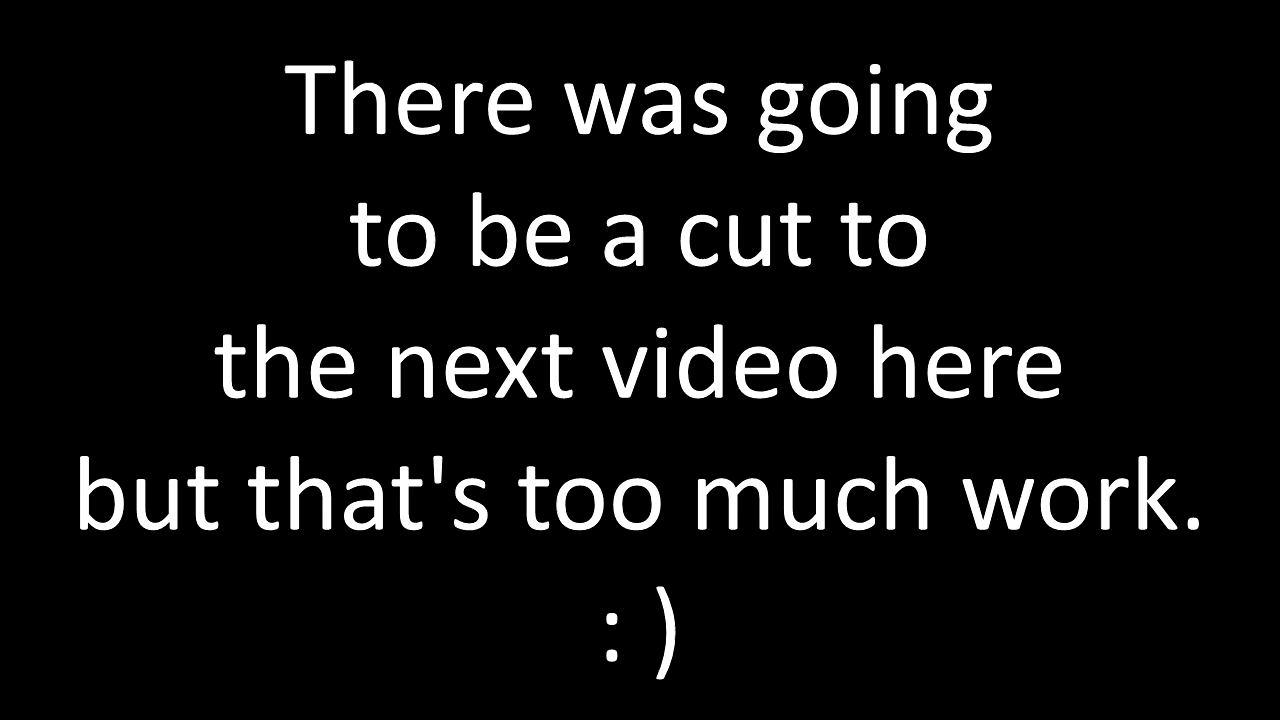 There was going
to be a cut to
the next video here
but that's too much work.
: )